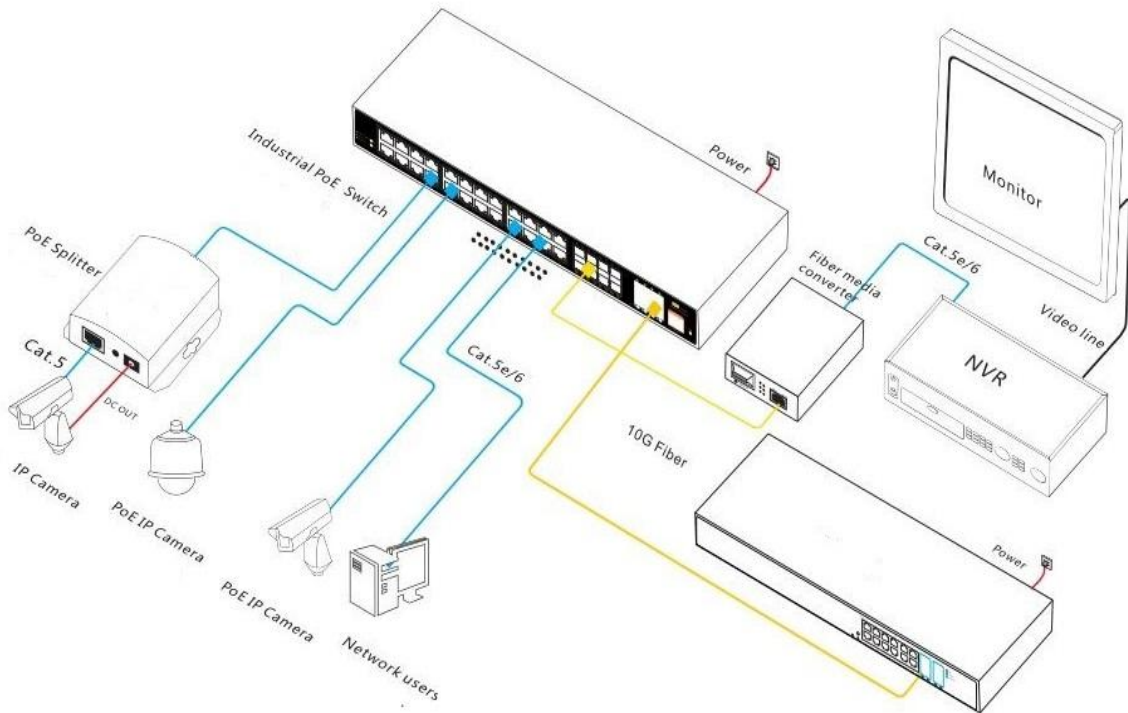 Industrial PoE Switch
Power
Monitor
PoE Splitter
Fiber media
converter
Cat.5e/6
Video line
Cat.5
DC OUT
Cat.5e/6
NVR
IP Camera
PoE IP Camera
10G Fiber
PoE IP Camera
Network users
Power